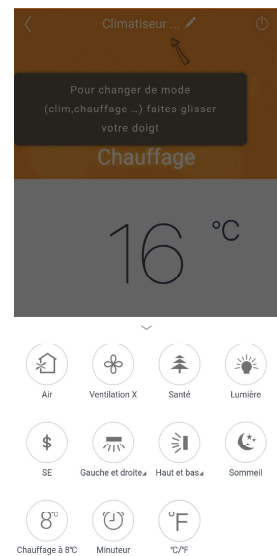 Climatiseur ...
Pour changer de mode
(clim,chauffage ...) faites glisser
votre doigt
Chauffage
16 °C
Air
Ventilation X
Santé
Lumière
$
SE
Gauche et droite
Haut et bas
Sommeil
8℃
°F
Chauffage à 8℃
Minuteur
℃/°F